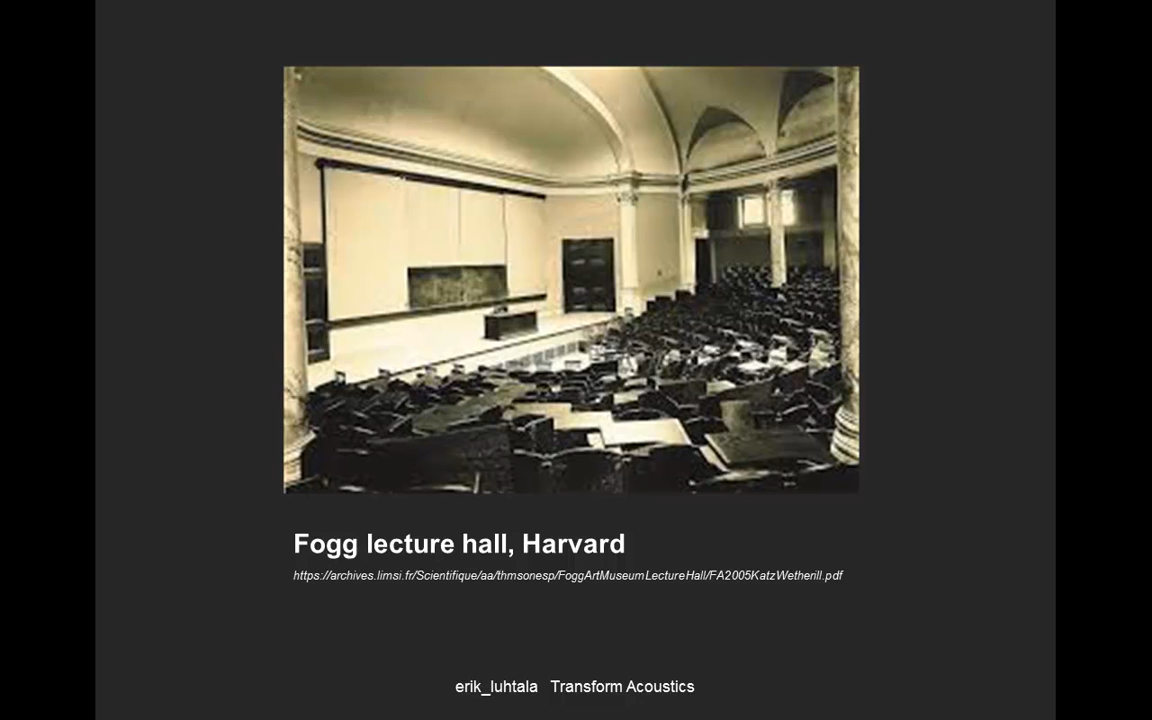 Fogg lecture hall, Harvard
https://archives.limsi.fr/Scientifique/aa/thmsonesp/FoggArtMuseumLectureHall/FA2005KatzWetherill.pdf
erik_luhtala Transform Acoustics